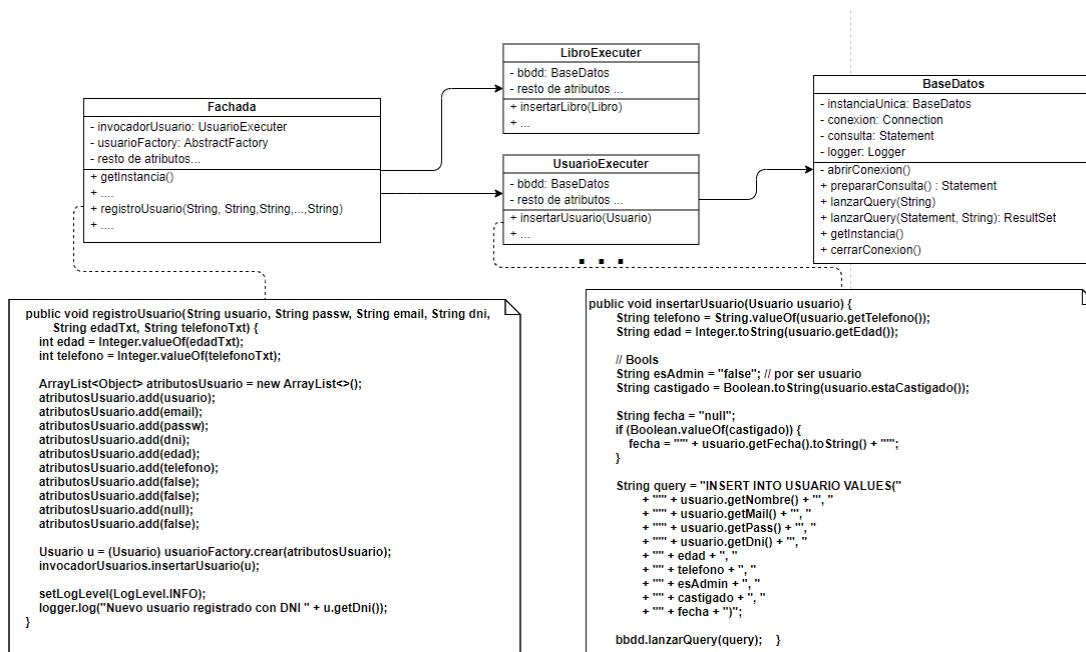 LibroExecuter
- bbdd: BaseDatos
- resto de atributos ...
+ insertarLibro(Libro)
+ ...
BaseDatos
- instanciaUnica: BaseDatos
- conexion: Connection
- consulta: Statement
- logger: Logger
- abrirConexion()
+ prepararConsulta() : Statement
+ lanzarQuery(String)
+ lanzarQuery(Statement, String): ResultSet
+ getInstancia()
+ cerrarConexion()
Fachada
- invocadorUsuario: UsuarioExecuter
- usuarioFactory: AbstractFactory
- resto de atributos...
+ getInstancia()
+ ....
+ registroUsuario(String, String,String,...,String)
+ ....
UsuarioExecuter
- bbdd: BaseDatos
- resto de atributos ...
+ insertarUsuario(Usuario)
+ ...
. . .
public void registroUsuario(String usuario, String passw, String email, String dni,
String edadTxt, String telefonoTxt) {
int edad = Integer.valueOf(edadTxt);
int telefono = Integer.valueOf(telefonoTxt);
ArrayList<Object> atributosUsuario = new ArrayList<>();
atributosUsuario.add(usuario);
atributosUsuario.add(email);
atributosUsuario.add(passw);
atributosUsuario.add(dni);
atributosUsuario.add(edad);
atributosUsuario.add(telefono);
atributosUsuario.add(false);
atributosUsuario.add(false);
atributosUsuario.add(null);
atributosUsuario.add(false);
Usuario u = (Usuario) usuarioFactory.crear(atributosUsuario);
invocadorUsuarios.insertarUsuario(u);
setLogLevel(LogLevel.INFO);
logger.log("Nuevo usuario registrado con DNI " + u.getDni());
}
public void insertarUsuario(Usuario usuario) {
String telefono = String.valueOf(usuario.getTelefono());
String edad = Integer.toString(usuario.getEdad());
// Bools
String esAdmin = "false"; // por ser usuario
String castigado = Boolean.toString(usuario.estaCastigado());
String fecha = "null";
if (Boolean.valueOf(castigado)) {
fecha = "'" + usuario.getFecha().toString() + "'";
}
String query = "INSERT INTO USUARIO VALUES("
+ "'" + usuario.getNombre() + "', "
+ "'" + usuario.getMail() + "', "
+ "'" + usuario.getPass() + "', "
+ "'" + usuario.getDni() + "', "
+ "" + edad + ", "
+ "" + telefono + ", "
+ "" + esAdmin + ", "
+ "" + castigado + ", "
+ "" + fecha + ")";
bbdd.lanzarQuery(query); }